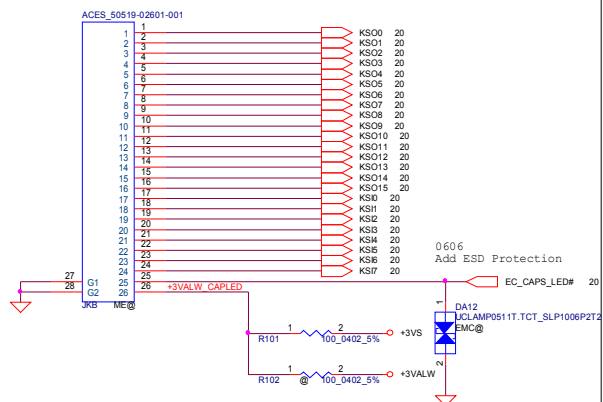 ACES_50519-02601-001
1 1 KSO0 20
2 2 KSO1 20
3 3 KSO2 20
4 4 KSO3 20
5 5 KSO4 20
6 6 KSO5 20
7 7 KSO6 20
8 8 KSO7 20
9 9 KSO8 20
10 10 KSO9 20
11 11 KSO10 20
12 12 KSO11 20
13 13 KSO12 20
14 14 KSO13 20
15 15 KSO14 20
16 16 KSO15 20
17 17 KSI0 20
18 18 KSI1 20
19 19 KSI2 20
20 20 KSI3 20
21 21 KSI4 20
22 22 KSI5 20
23 23 KSI6 20
24 24 KSI7 20
0606
Add ESD Protection
27 G1 25 25 EC_CAPS_LED# 20
28 G2 26 26 +3VALW_CAPLED
JKB ME@
1
DA12
UCLAMP0511T.TCT_SLP1006P2T2
EMC@
2
1 2 +3VS
R101 100_0402_5%
1 2 +3VALW
R102 @ 100_0402_5%